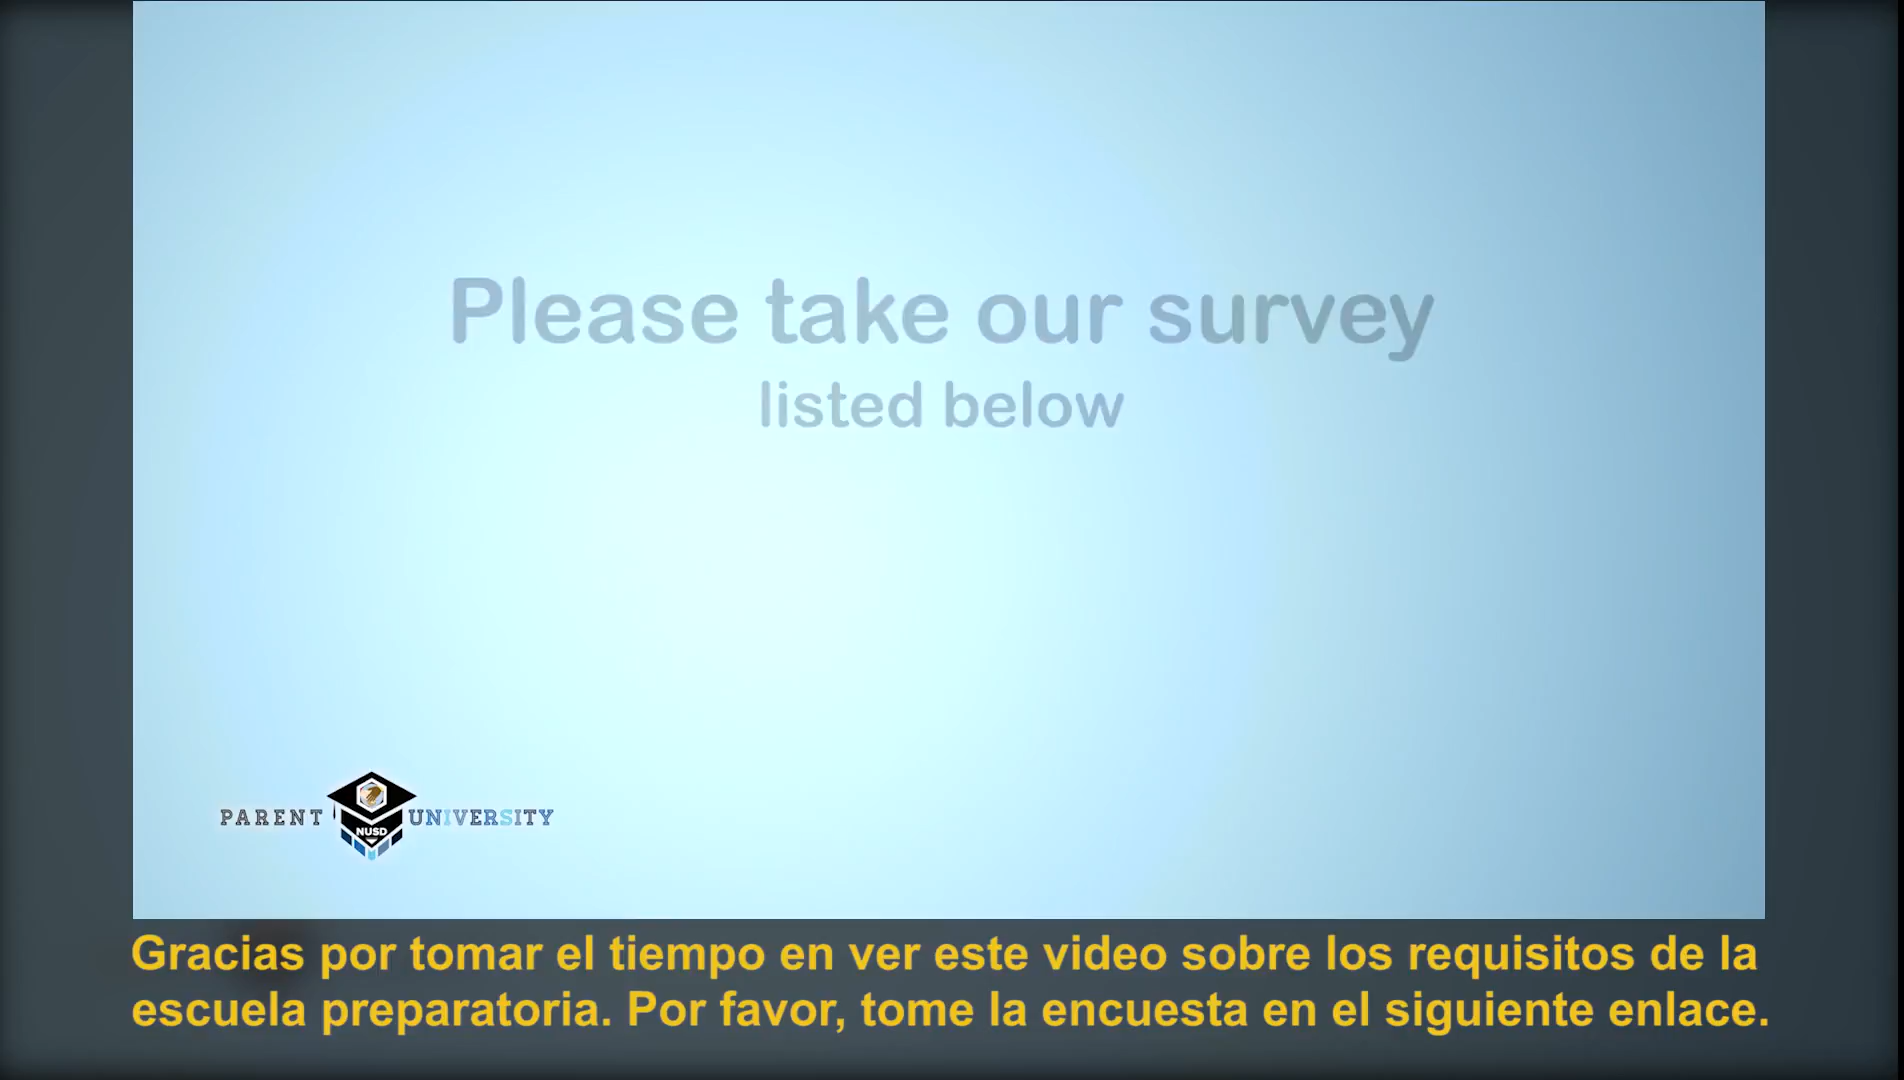 Please take our survey
listed below
PARENT NUSD UNIVERSITY
Gracias por tomar el tiempo en ver este video sobre los requisitos de la
escuela preparatoria. Por favor, tome la encuesta en el siguiente enlace.